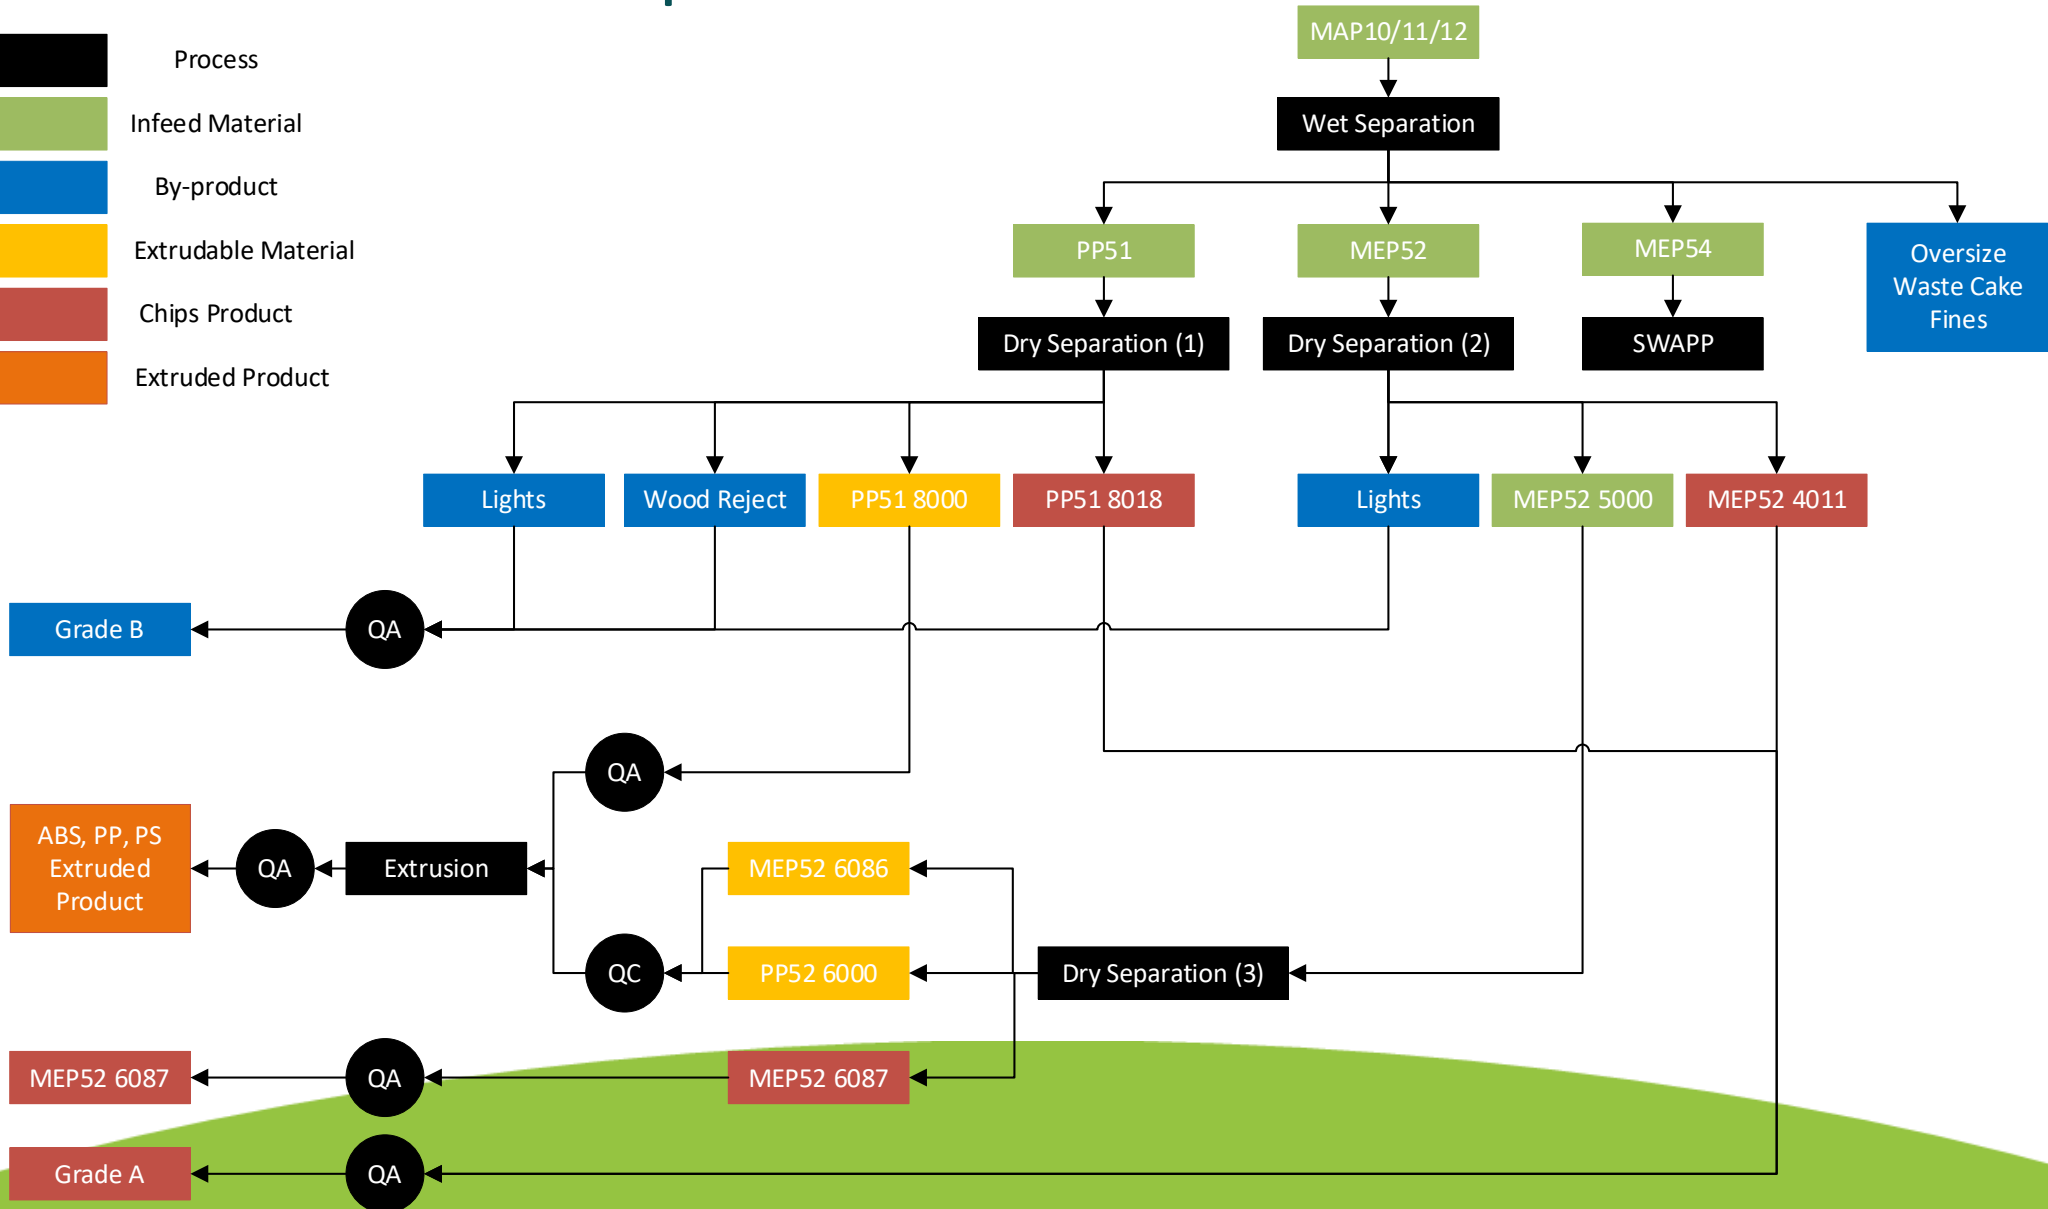 Process
Infeed Material
By-product
Extrudable Material
Chips Product
Extruded Product
MAP10/11/12
Wet Separation
PP51
MEP52
MEP54
Oversize
Waste Cake
Fines
Dry Separation (1)
Dry Separation (2)
SWAPP
Lights
Wood Reject
PP51 8000
PP51 8018
Lights
MEP52 5000
MEP52 4011
Grade B
QA
QA
ABS, PP, PS
Extruded
Product
QA
Extrusion
MEP52 6086
QC
PP52 6000
Dry Separation (3)
MEP52 6087
QA
MEP52 6087
Grade A
QA